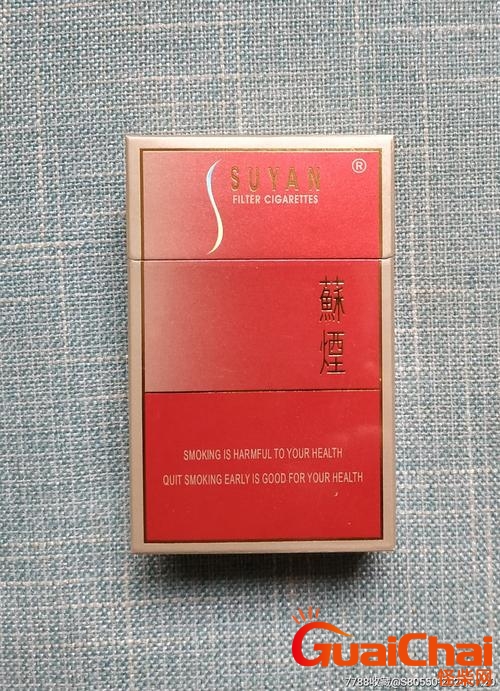 SUYAN ®
FILTER CIGARETTES
蘇
煙
SMOKING IS HARMFUL TO YOUR HEALTH
QUIT SMOKING EARLY IS GOOD FOR YOUR HEALTH
GuaiChai